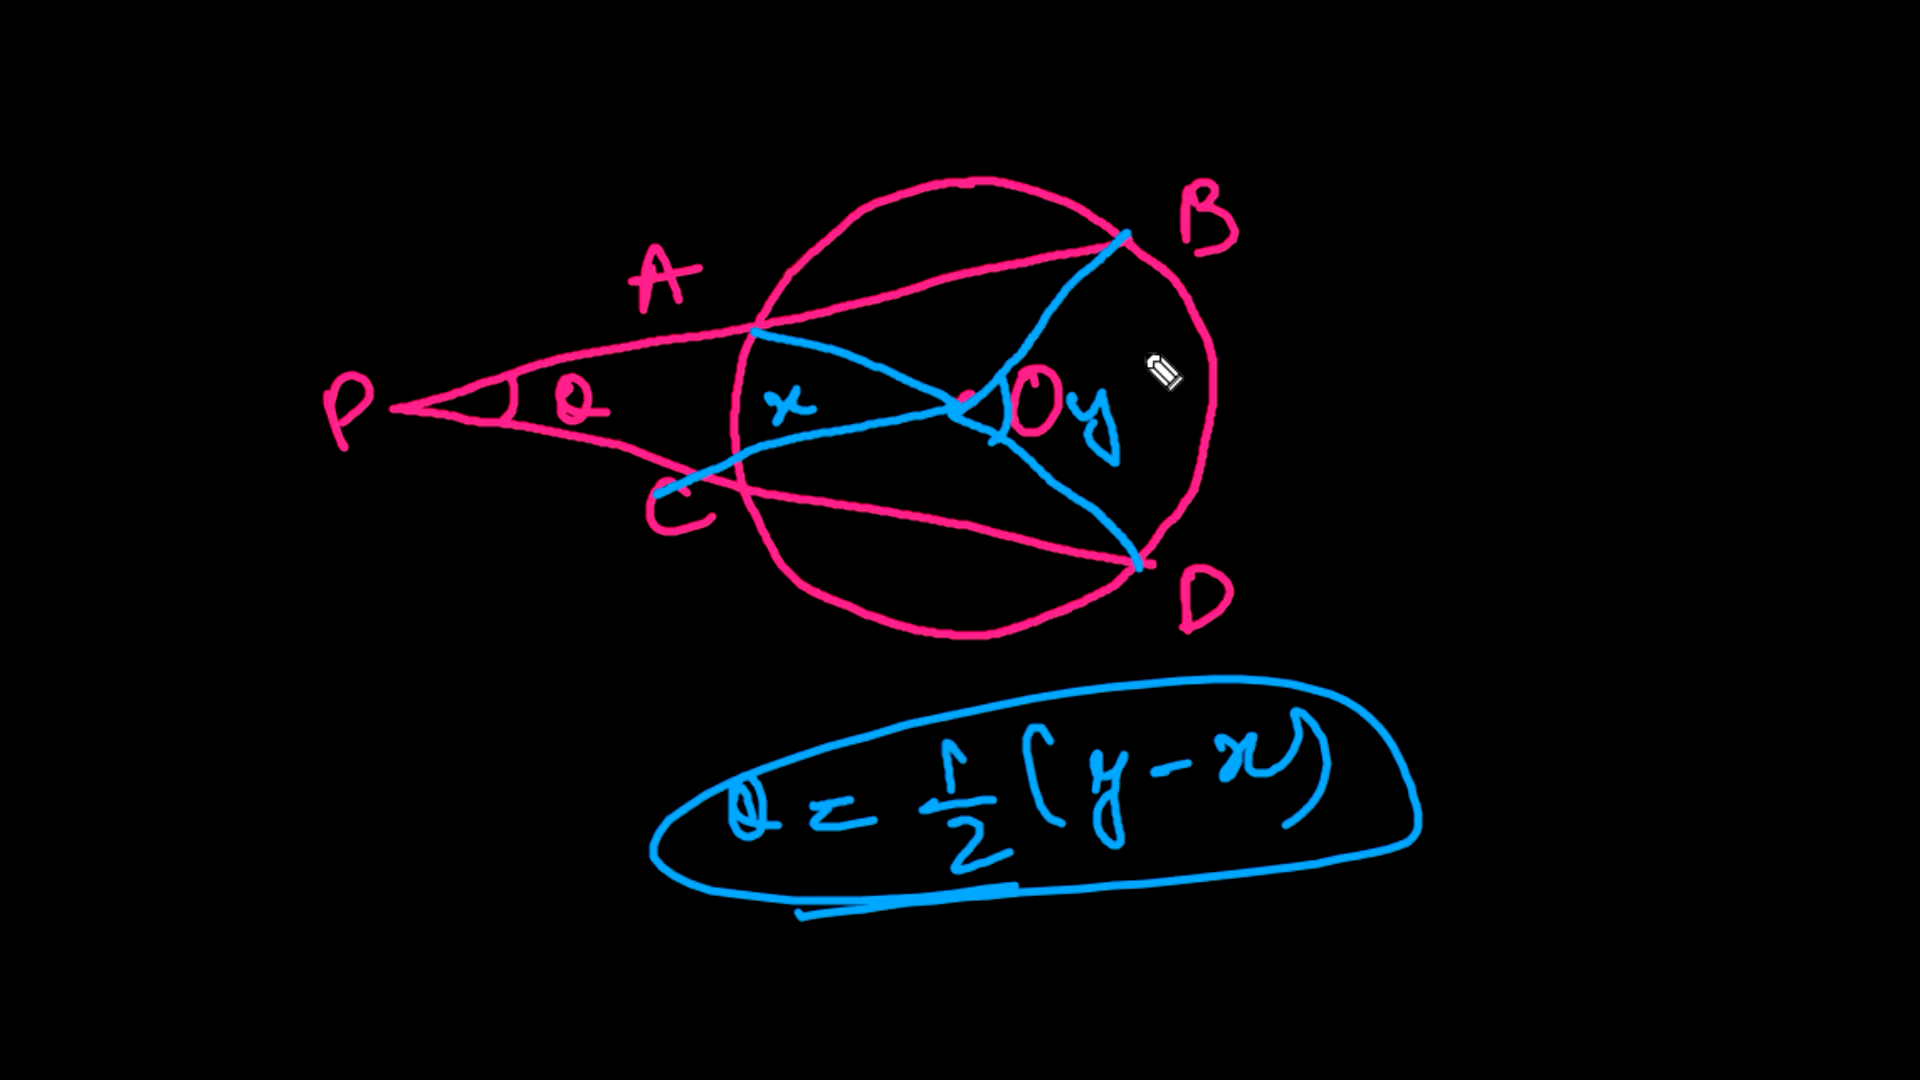 B
A
P θ x O y
C
D
θ = 1/2 (y - x)